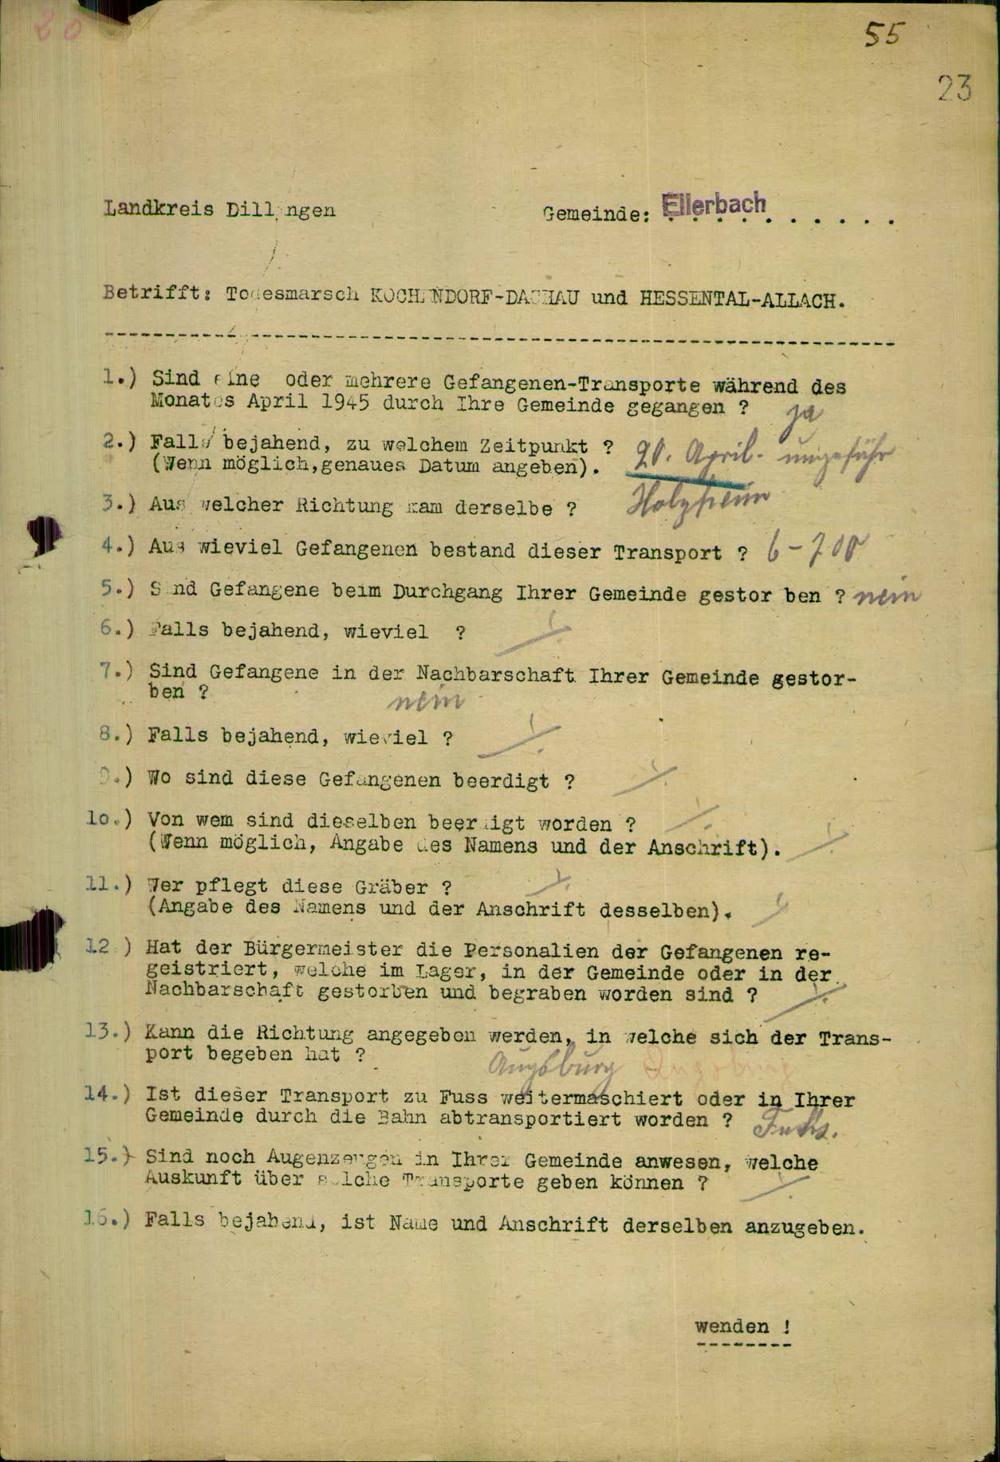 20
55
23
Landkreis Dillingen Gemeinde: Ellerbach . . . . .
Betrifft: Todesmarsch KOCHENDORF-DACHAU und HESSENTAL-ALLACH.
1.) Sind eine oder mehrere Gefangenen-Transporte während des
Monates April 1945 durch Ihre Gemeinde gegangen ? ja
2.) Falls bejahend, zu welchem Zeitpunkt ? 20. April. ungefähr
(Wenn möglich,genaues Datum angeben).
3.) Aus welcher Richtung kam derselbe ? Holzheim
4.) Aus wieviel Gefangenen bestand dieser Transport ? 6-700
5.) Sind Gefangene beim Durchgang Ihrer Gemeinde gestor ben ? nein
6.) Falls bejahend, wieviel ?
7.) Sind Gefangene in der Nachbarschaft Ihrer Gemeinde gestor-
ben ? nein
8.) Falls bejahend, wieviel ?
9.) Wo sind diese Gefangenen beerdigt ?
10.) Von wem sind dieselben beerdigt worden ?
(Wenn möglich, Angabe des Namens und der Anschrift).
11.) Wer pflegt diese Gräber ?
(Angabe des Namens und der Anschrift desselben).
12 ) Hat der Bürgermeister die Personalien der Gefangenen re-
geistriert, welche im Lager, in der Gemeinde oder in der
Nachbarschaft gestorben und begraben worden sind ?
13.) Kann die Richtung angegeben werden, in welche sich der Trans-
port begeben hat ? Augsburg Augsburg
14.) Ist dieser Transport zu Fuss weitermaschiert oder in Ihrer
Gemeinde durch die Bahn abtransportiert worden ?
15.) Sind noch Augenzeugen in Ihrer Gemeinde anwesen, welche
Auskunft über solche Transporte geben können ?
16.) Falls bejahend, ist Name und Anschrift derselben anzugeben.
wenden !